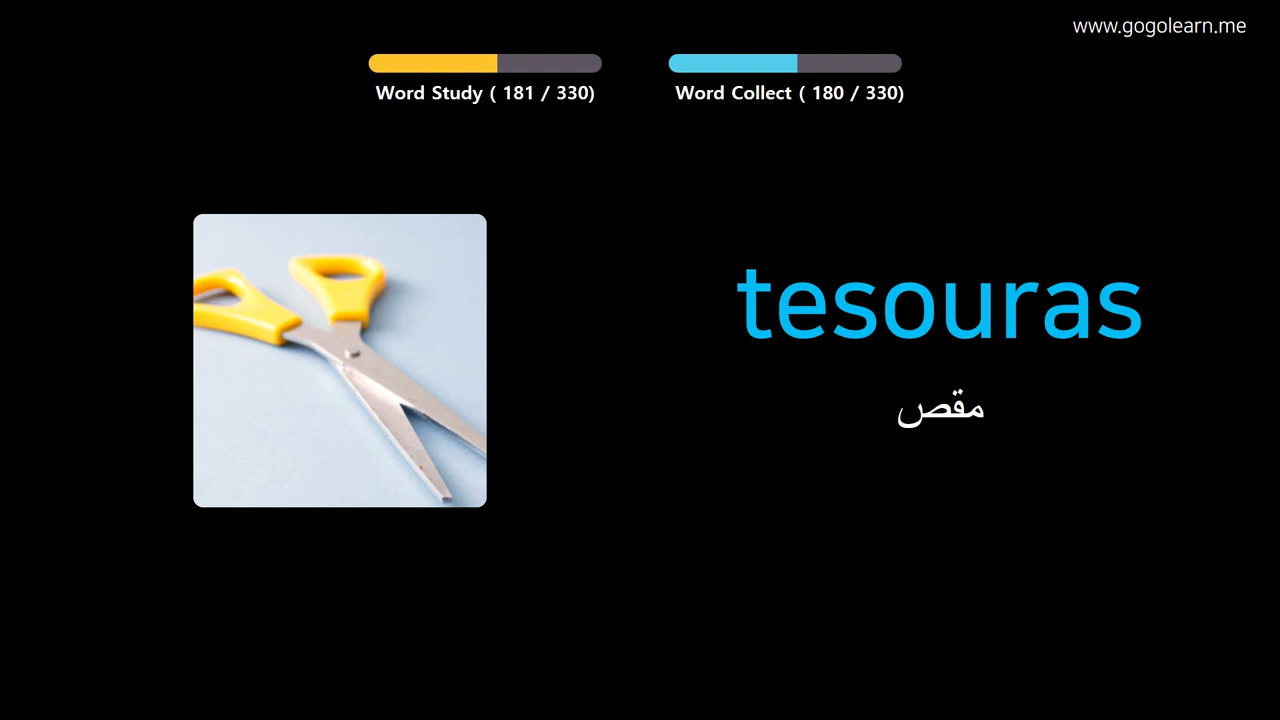 www.gogolearn.me
Word Study ( 181 / 330)
Word Collect ( 180 / 330)
tesouras
مقص